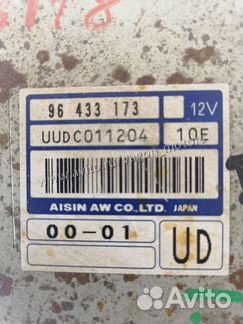 96 433 173 12V
UUDC011204 10E
AISIN AW CO., LTD. JAPAN
00-01 UD
Avito